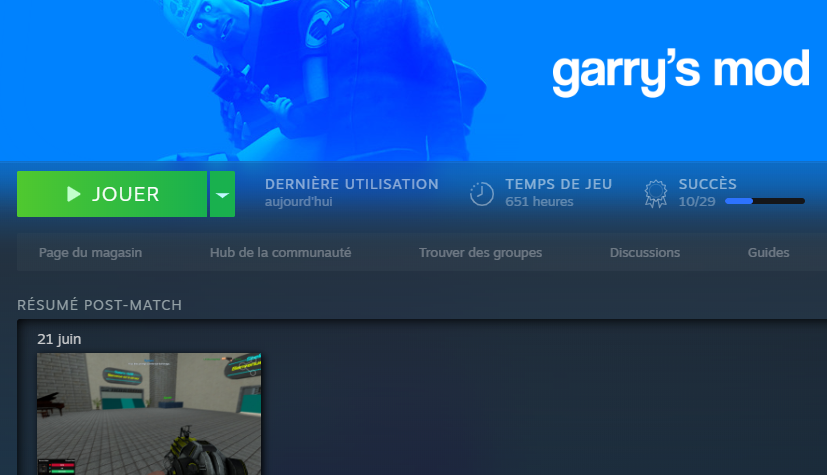 garry's mod
JOUER
DERNIÈRE UTILISATION
aujourd'hui
TEMPS DE JEU
651 heures
SUCCÈS
10/29
Page du magasin
Hub de la communauté
Trouver des groupes
Discussions
Guides
RÉSUMÉ POST-MATCH
21 juin